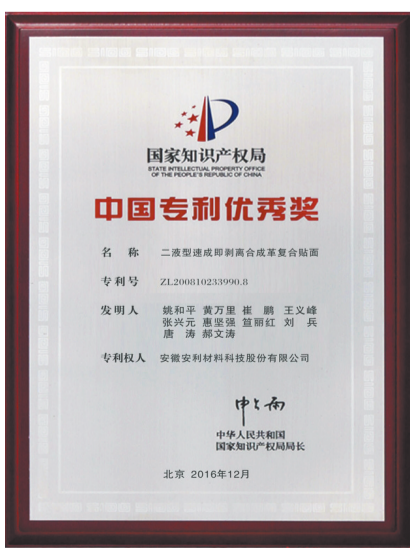 国家知识产权局
STATE INTELLECTUAL PROPERTY OFFICE
OF THE PEOPLE'S REPUBLIC OF CHINA
中国专利优秀奖
名 称 二液型速成即剥离合成革复合贴面
专利号 ZL200810233990.8
发明人 姚和平 黄万里 崔 鹏 王义峰
张兴元 惠坚强 笪丽红 刘 兵
唐 涛 郝文涛
专利权人 安徽安利材料科技股份有限公司
申长雨
中华人民共和国
国家知识产权局局长
北京 2016年12月